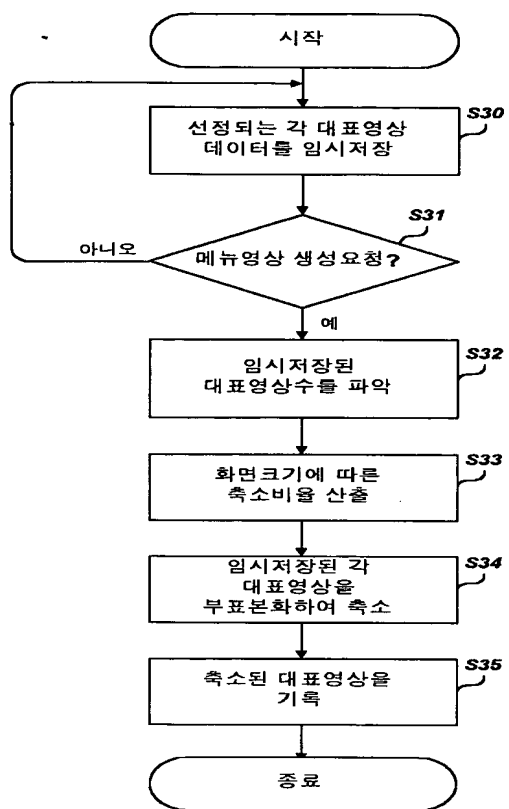 시작
S30
선정되는 각 대표영상
데이터를 임시저장
S31
메뉴영상 생성요청?
아니오
예
S32
임시저장된
대표영상수를 파악
S33
화면크기에 따른
축소비율 산출
S34
임시저장된 각
대표영상을
부표본화하여 축소
S35
축소된 대표영상을
기록
종료